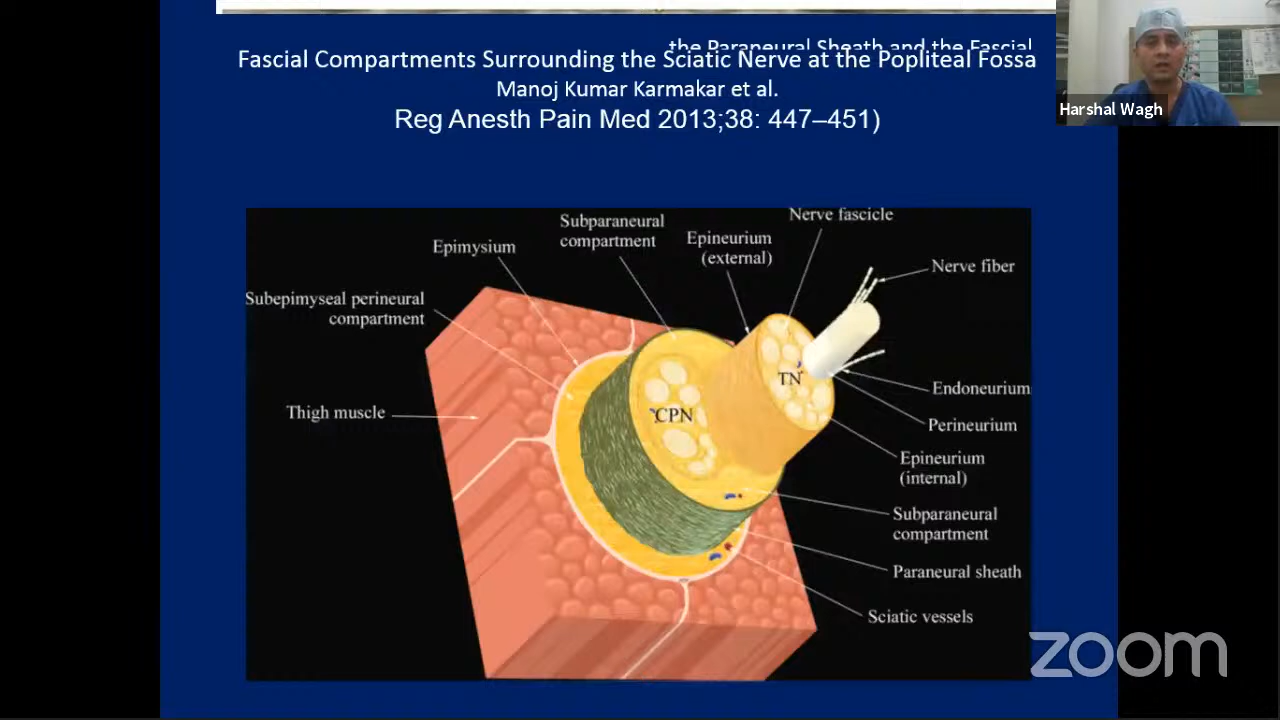 the Paraneural Sheath and the Fascial
Fascial Compartments Surrounding the Sciatic Nerve at the Popliteal Fossa
Manoj Kumar Karmakar et al.
Reg Anesth Pain Med 2013;38: 447–451)
Harshal Wagh
Nerve fascicle
Subparaneural
compartment
Epineurium
(external)
Epimysium
Nerve fiber
Subepimyseal perineural
compartment
TN
Endoneurium
CPN
Thigh muscle
Perineurium
Epineurium
(internal)
Subparaneural
compartment
Paraneural sheath
Sciatic vessels
zoom